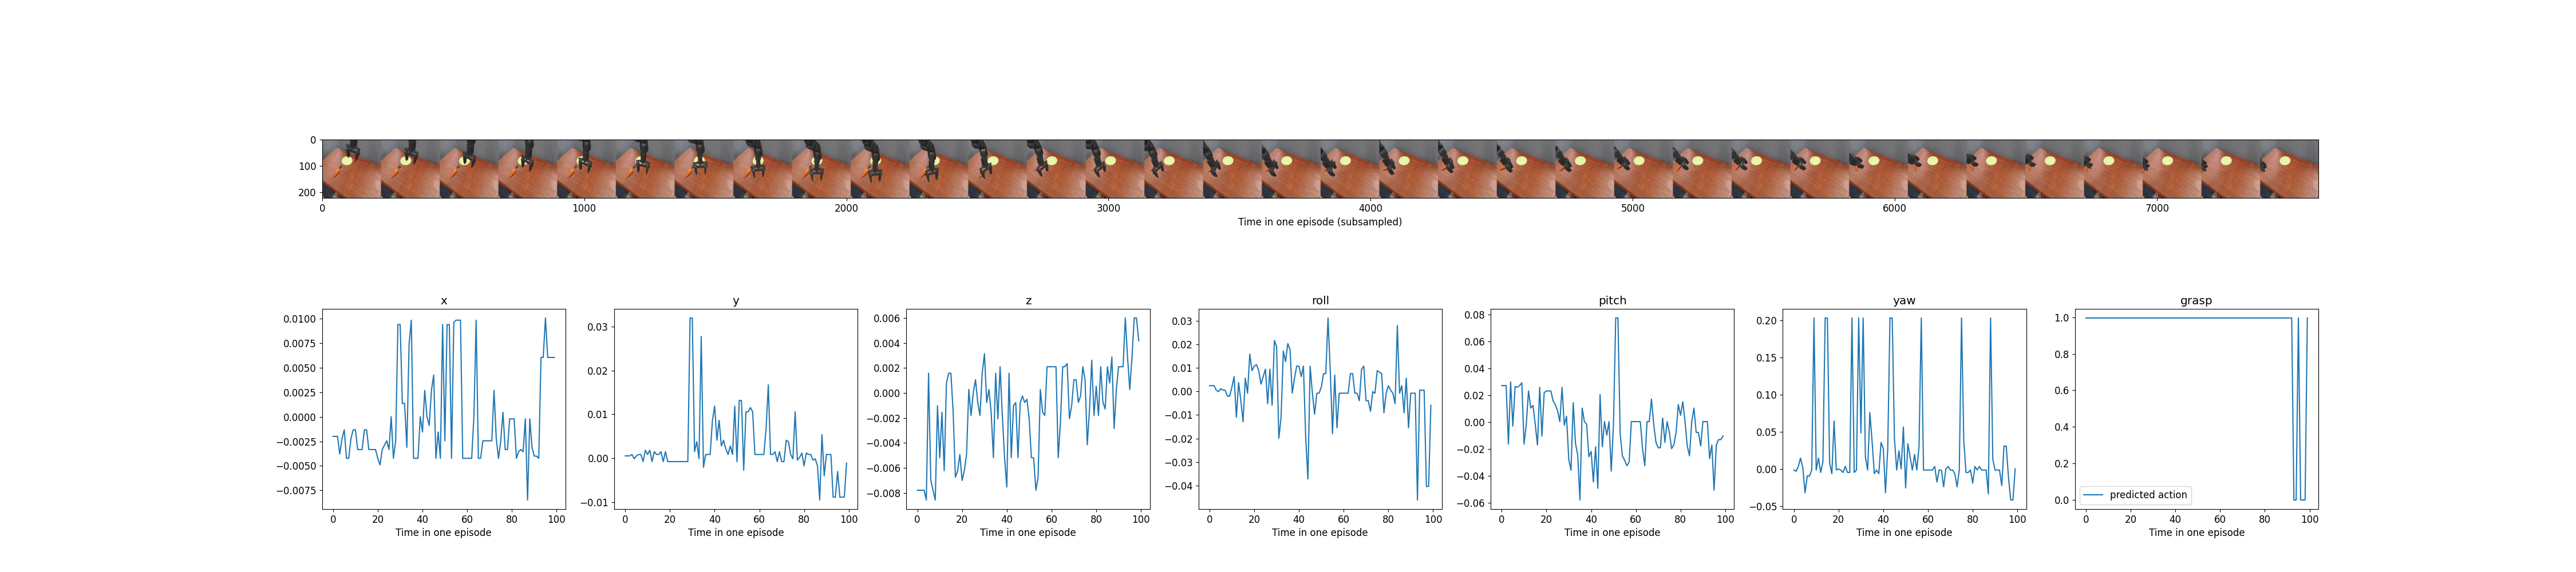 0
100
200
0 1000 2000 3000 4000 5000 6000 7000
Time in one episode (subsampled)
x
0.0100
0.0075
0.0050
0.0025
0.0000
−0.0025
−0.0050
−0.0075
0 20 40 60 80 100
Time in one episode
y
0.03
0.02
0.01
0.00
−0.01
0 20 40 60 80 100
Time in one episode
z
0.006
0.004
0.002
0.000
−0.002
−0.004
−0.006
−0.008
0 20 40 60 80 100
Time in one episode
roll
0.03
0.02
0.01
0.00
−0.01
−0.02
−0.03
−0.04
0 20 40 60 80 100
Time in one episode
pitch
0.08
0.06
0.04
0.02
0.00
−0.02
−0.04
−0.06
0 20 40 60 80 100
Time in one episode
yaw
0.20
0.15
0.10
0.05
0.00
−0.05
0 20 40 60 80 100
Time in one episode
grasp
1.0
0.8
0.6
0.4
0.2
0.0
predicted action
0 20 40 60 80 100
Time in one episode